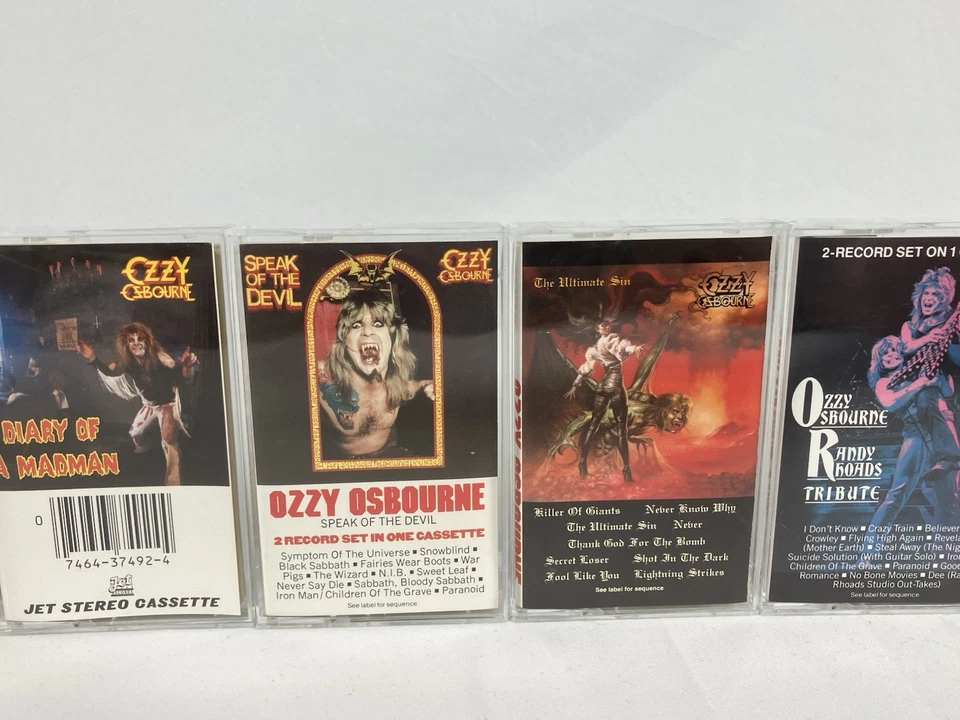 OZZY
OSBOURNE
DIARY OF
A MADMAN
0
7464-37492-4
Jet
RECORDS
JET STEREO CASSETTE
SPEAK
OF THE
DEVIL
OZZY
OSBOURNE
OZZY OSBOURNE
SPEAK OF THE DEVIL
2 RECORD SET IN ONE CASSETTE
Symptom Of The Universe ▪ Snowblind ▪
Black Sabbath ▪ Fairies Wear Boots ▪ War
Pigs ▪ The Wizard ▪ N.I.B. ▪ Sweet Leaf ▪
Never Say Die ▪ Sabbath, Bloody Sabbath ▪
Iron Man/Children Of The Grave ▪ Paranoid
See label for sequence.
OZZY OSBOURNE
The Ultimate Sin
OZZY
OSBOURNE
Killer Of Giants Never Know Why
The Ultimate Sin Never
Thank God For The Bomb
Secret Loser Shot In The Dark
Fool Like You Lightning Strikes
See label for sequence
2-RECORD SET ON 1
OZZY
OSBOURNE
RANDY
RHOADS
TRIBUTE
I Don't Know ▪ Crazy Train ▪ Believer
Crowley ▪ Flying High Again ▪ Revela
(Mother Earth) ▪ Steal Away (The Nig
Suicide Solution (With Guitar Solo) ▪ Iro
Children Of The Grave ▪ Paranoid ▪ Goo
Romance ▪ No Bone Movies ▪ Dee (Ra
Rhoads Studio Out-Takes)
See label for sequence